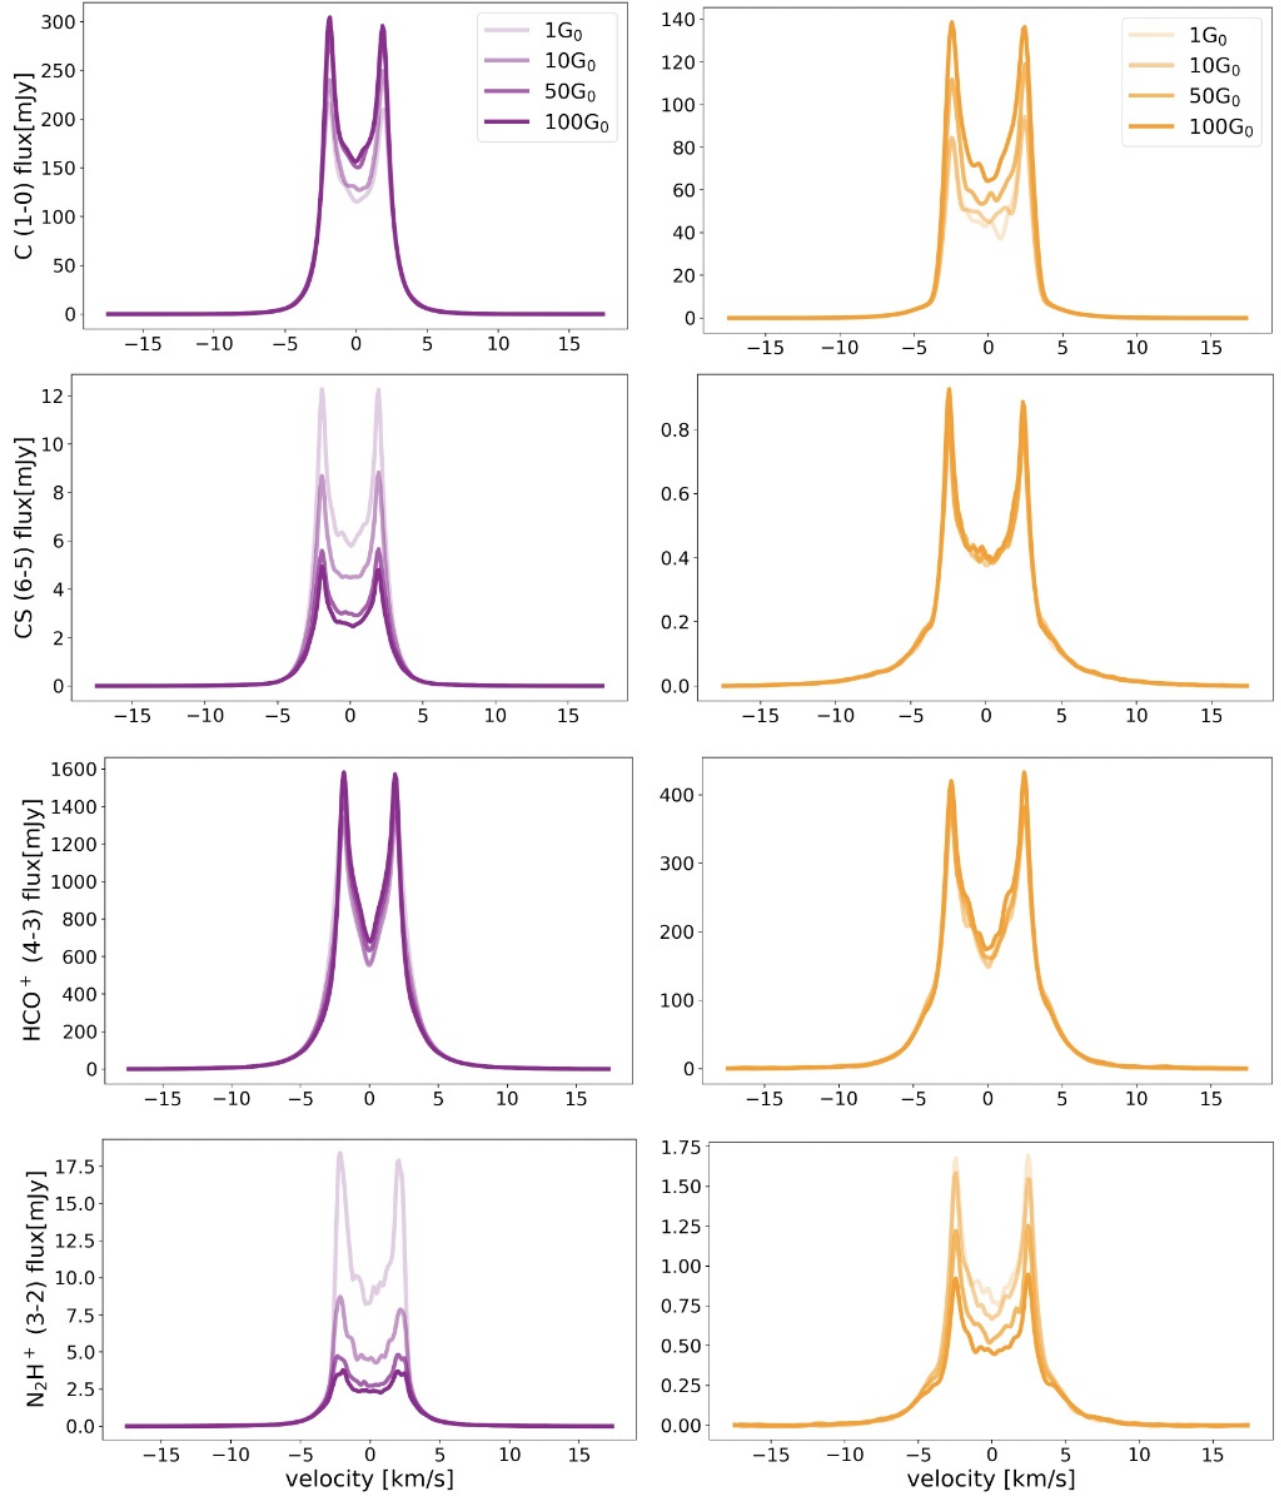 C (1-0) flux[mJy]
300
250
200
150
100
50
0
−15 −10 −5 0 5 10 15
1G₀
10G₀
50G₀
100G₀
140
120
100
80
60
40
20
0
−15 −10 −5 0 5 10 15
1G₀
10G₀
50G₀
100G₀
CS (6-5) flux[mJy]
12
10
8
6
4
2
0
−15 −10 −5 0 5 10 15
0.8
0.6
0.4
0.2
0.0
−15 −10 −5 0 5 10 15
HCO⁺ (4-3) flux[mJy]
1600
1400
1200
1000
800
600
400
200
0
−15 −10 −5 0 5 10 15
400
300
200
100
0
−15 −10 −5 0 5 10 15
N₂H⁺ (3-2) flux[mJy]
17.5
15.0
12.5
10.0
7.5
5.0
2.5
0.0
−15 −10 −5 0 5 10 15
velocity [km/s]
1.75
1.50
1.25
1.00
0.75
0.50
0.25
0.00
−15 −10 −5 0 5 10 15
velocity [km/s]